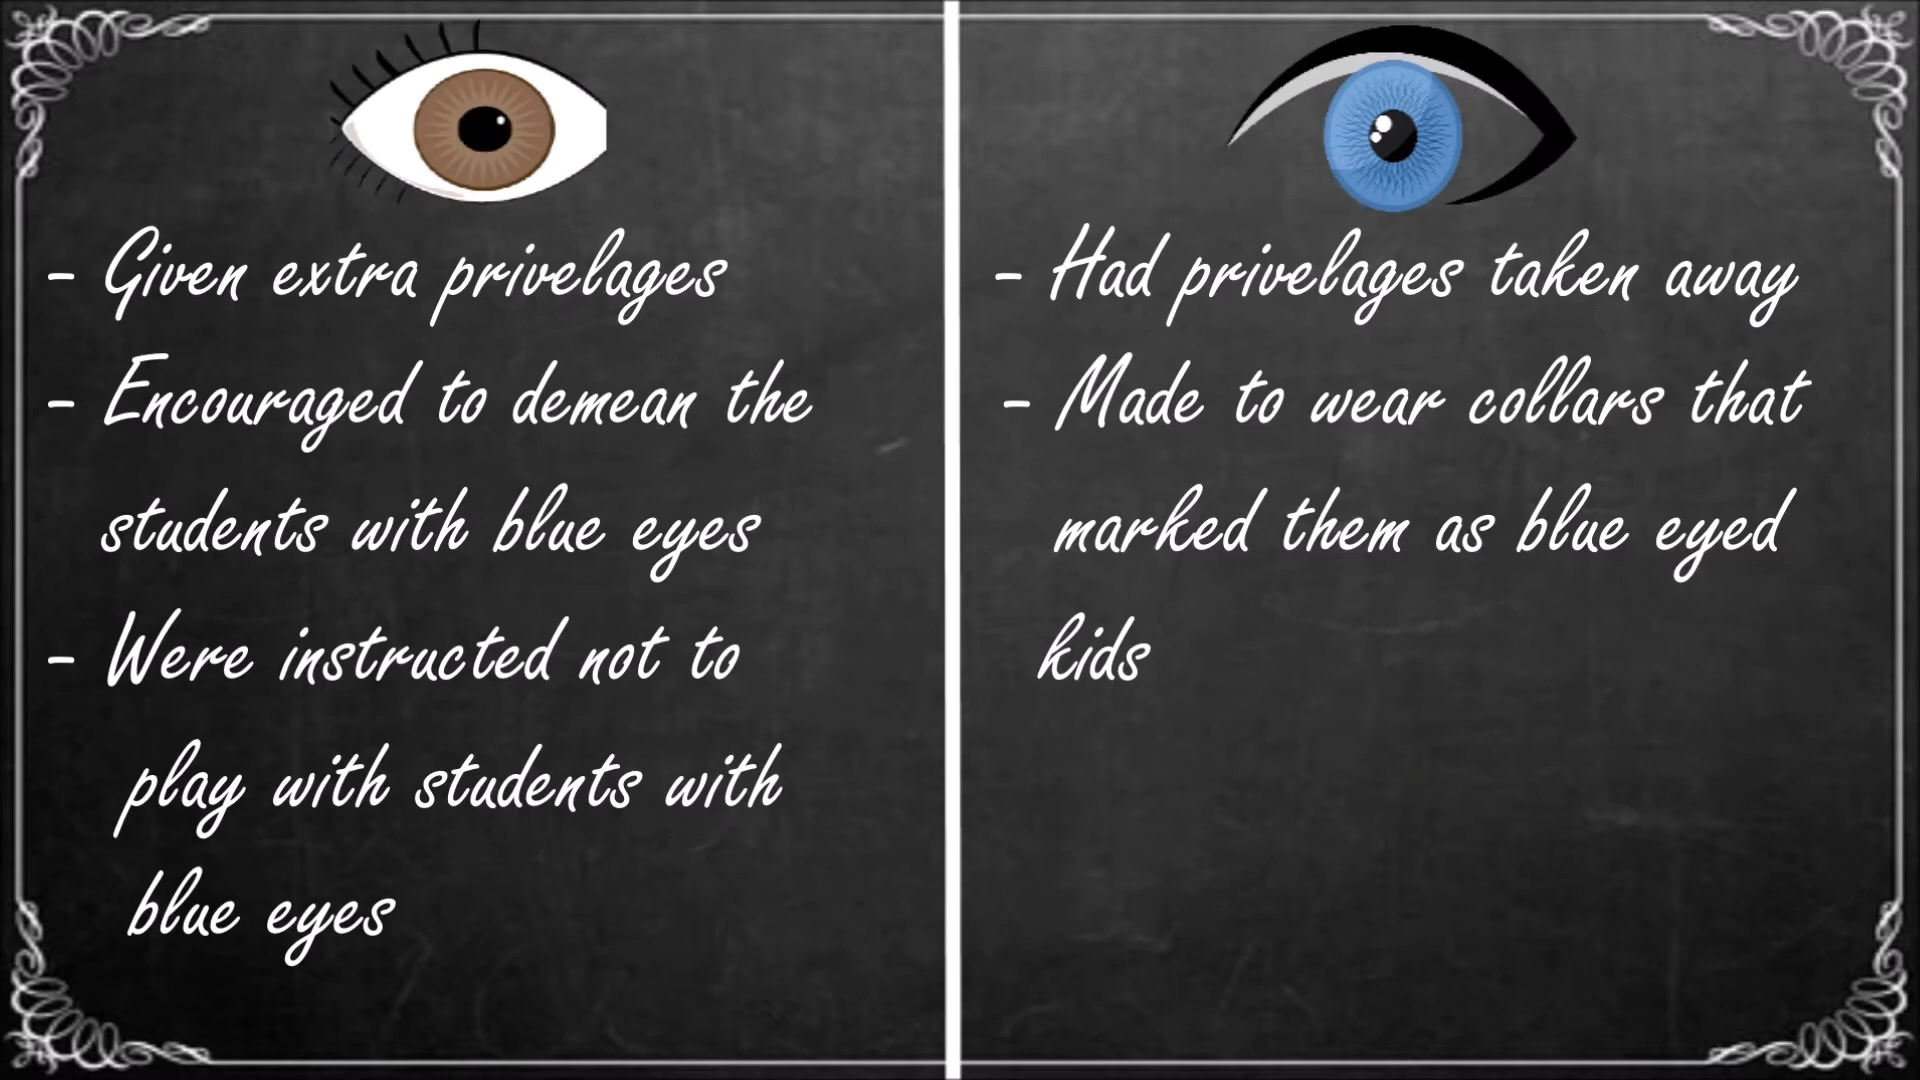 - Given extra privelages
- Encouraged to demean the
students with blue eyes
- Were instructed not to
play with students with
blue eyes
- Had privelages taken away
- Made to wear collars that
marked them as blue eyed
kids